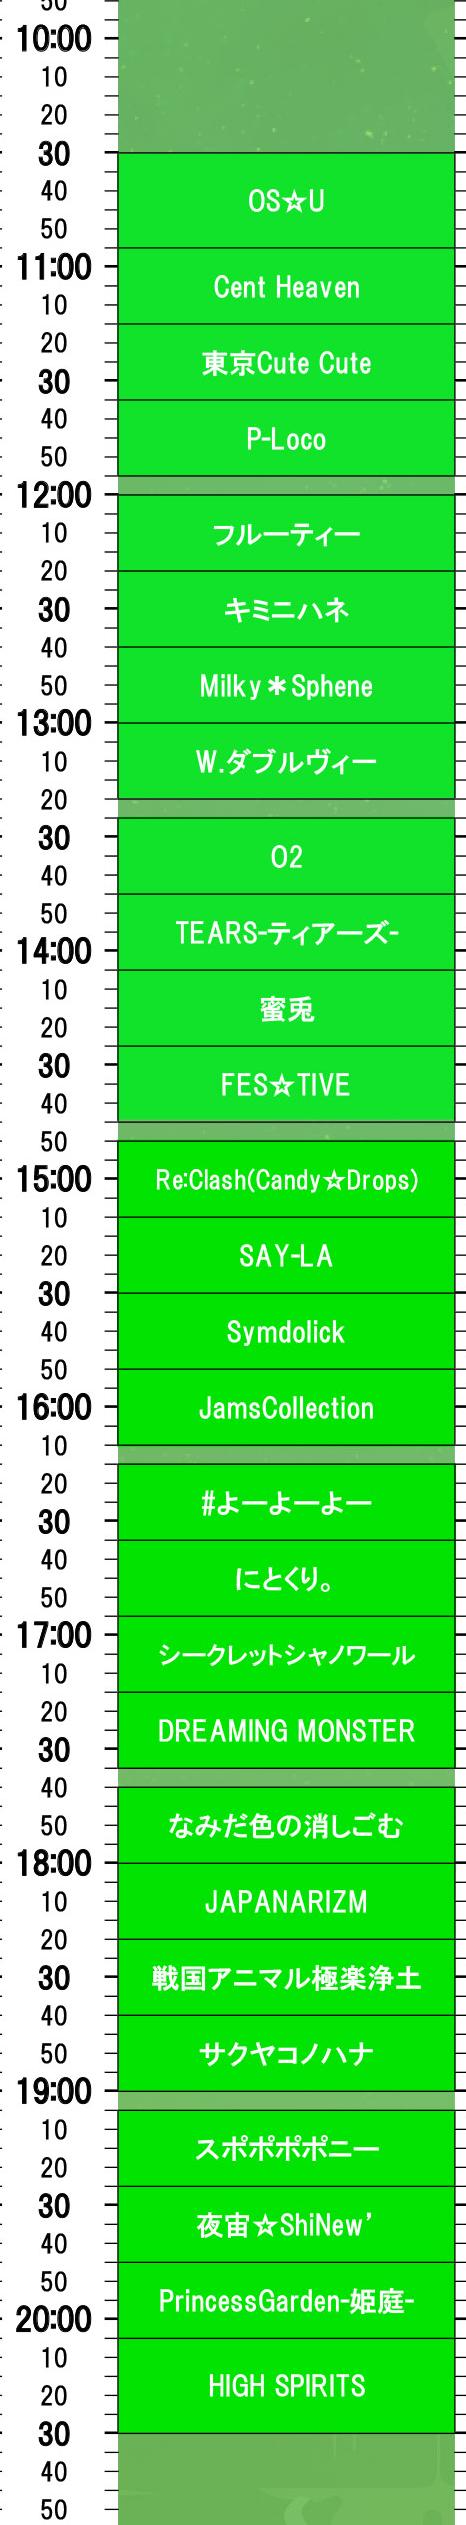 50
10:00
10
20
30
40
OS☆U
50
11:00
Cent Heaven
10
20
東京Cute Cute
30
40
P-Loco
50
12:00
10
フルーティー
20
30
キミニハネ
40
50
Milky＊Sphene
13:00
10
W.ダブルヴィー
20
30
O2
40
50
TEARS-ティアーズ-
14:00
10
蜜兎
20
30
FES☆TIVE
40
50
15:00
Re:Clash(Candy☆Drops)
10
20
SAY-LA
30
40
Symdolick
50
16:00
JamsCollection
10
20
#よーよーよー
30
40
にとくり。
50
17:00
シークレットシャノワール
10
20
DREAMING MONSTER
30
40
50
なみだ色の消しごむ
18:00
10
JAPANARIZM
20
30
戦国アニマル極楽浄土
40
50
サクヤコノハナ
19:00
10
スポポポポニー
20
30
夜宙☆ShiNew’
40
50
PrincessGarden-姫庭-
20:00
10
20
HIGH SPIRITS
30
40
50